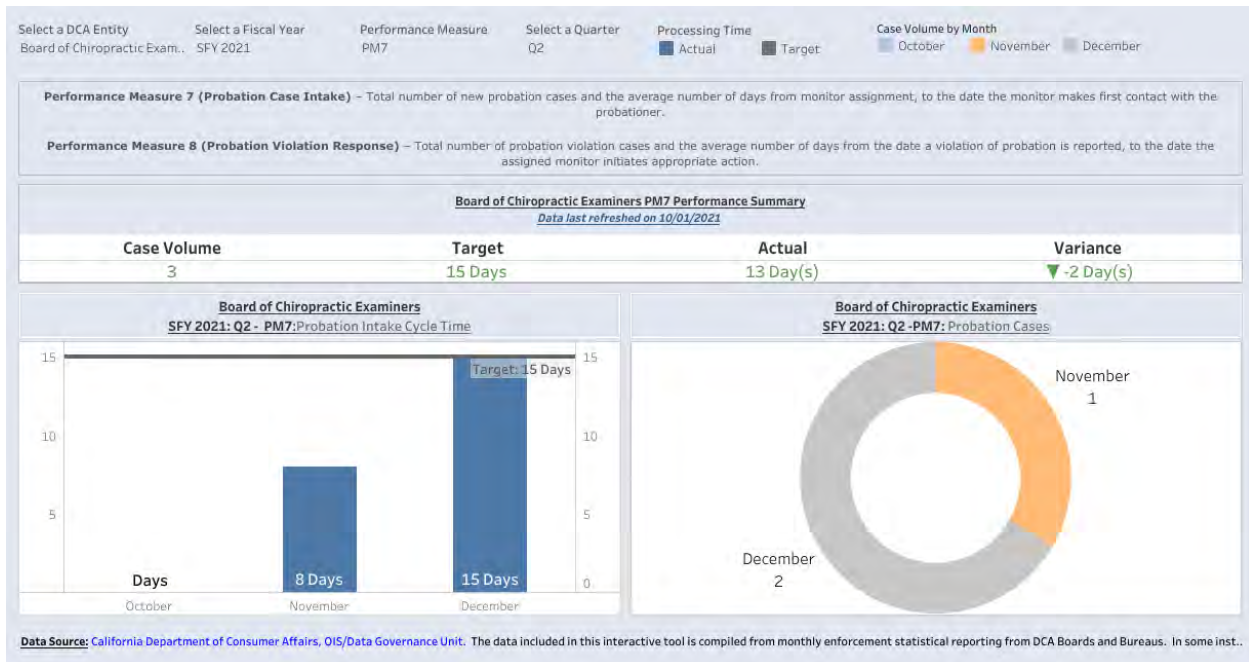 Select a DCA Entity Select a Fiscal Year Performance Measure Select a Quarter Processing Time Case Volume by Month
Board of Chiropractic Exam.. SFY 2021 PM7 Q2 Actual Target October November December
Performance Measure 7 (Probation Case Intake) – Total number of new probation cases and the average number of days from monitor assignment, to the date the monitor makes first contact with the
probationer.
Performance Measure 8 (Probation Violation Response) – Total number of probation violation cases and the average number of days from the date a violation of probation is reported, to the date the
assigned monitor initiates appropriate action.
Board of Chiropractic Examiners PM7 Performance Summary
Data last refreshed on 10/01/2021
Case Volume Target Actual Variance
3 15 Days 13 Day(s) ▼ -2 Day(s)
Board of Chiropractic Examiners
SFY 2021: Q2 - PM7:Probation Intake Cycle Time
15 15
Target: 15 Days
10 10
5 5
0
Days 8 Days 15 Days
October November December
Board of Chiropractic Examiners
SFY 2021: Q2 -PM7: Probation Cases
November
1
December
2
Data Source: California Department of Consumer Affairs, OIS/Data Governance Unit. The data included in this interactive tool is compiled from monthly enforcement statistical reporting from DCA Boards and Bureaus. In some inst..